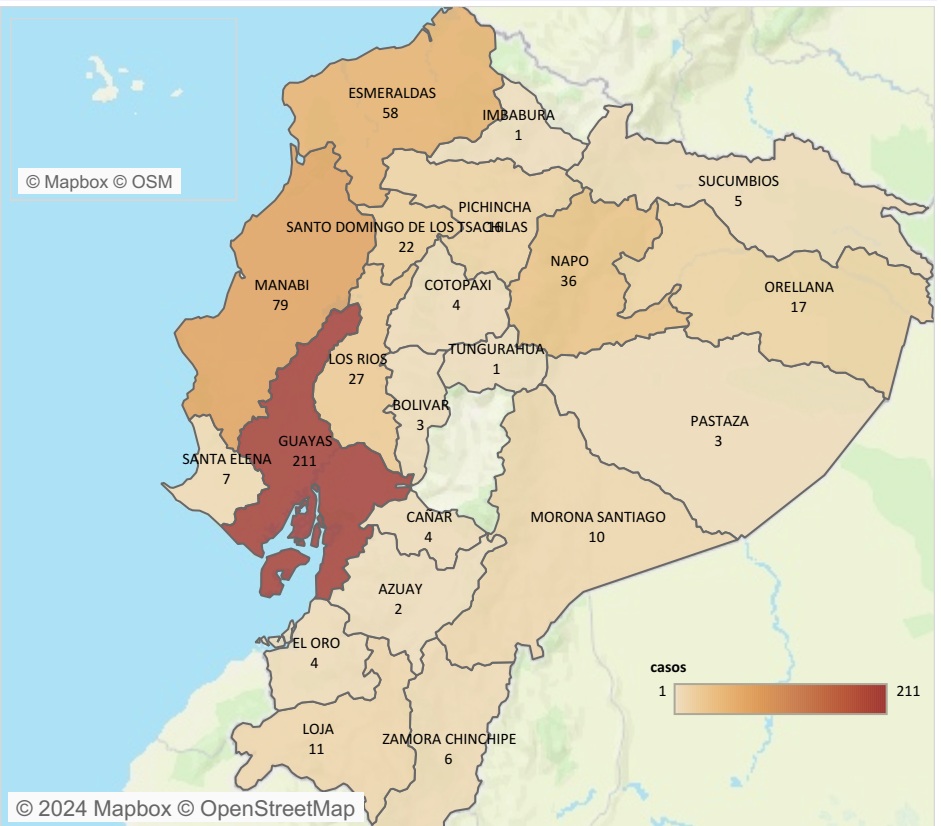 ESMERALDAS
58
IMBABURA
1
© Mapbox © OSM
SUCUMBIOS
5
PICHINCHA
16
SANTO DOMINGO DE LOS TSACHILAS
22
NAPO
36
MANABI
79
COTOPAXI
4
ORELLANA
17
TUNGURAHUA
1
LOS RIOS
27
BOLIVAR
3
PASTAZA
3
GUAYAS
211
SANTA ELENA
7
CAÑAR
4
MORONA SANTIAGO
10
AZUAY
2
EL ORO
4
casos
1
211
LOJA
11
ZAMORA CHINCHIPE
6
© 2024 Mapbox © OpenStreetMap